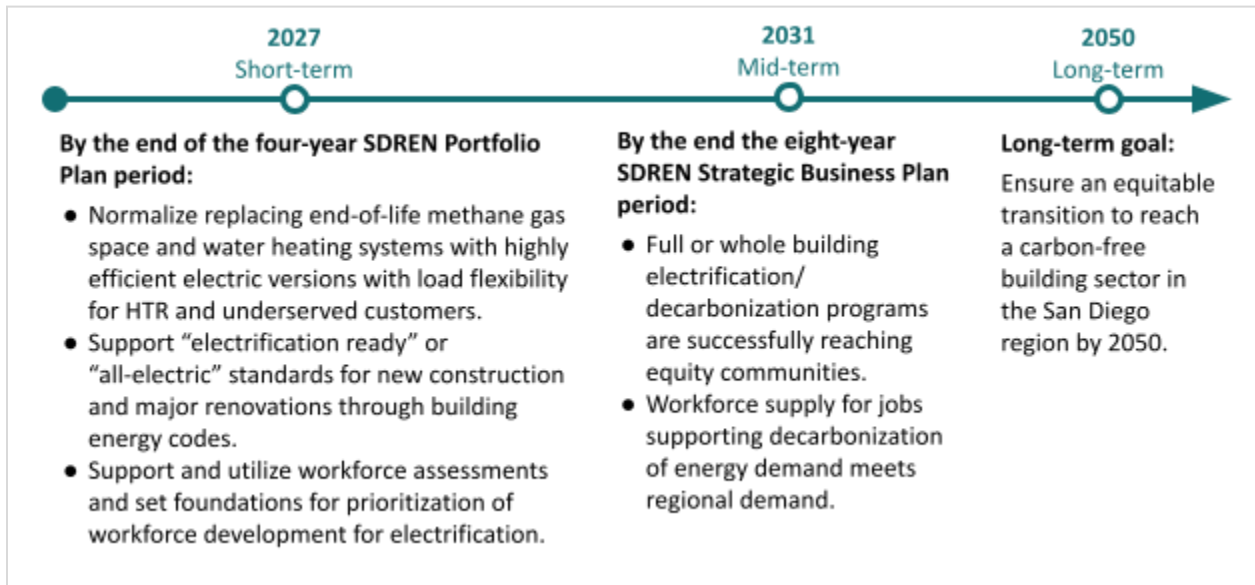 2027
Short-term
By the end of the four-year SDREN Portfolio
Plan period:
● Normalize replacing end-of-life methane gas
space and water heating systems with highly
efficient electric versions with load flexibility
for HTR and underserved customers.
● Support “electrification ready” or
“all-electric” standards for new construction
and major renovations through building
energy codes.
● Support and utilize workforce assessments
and set foundations for prioritization of
workforce development for electrification.
2031
Mid-term
By the end the eight-year
SDREN Strategic Business Plan
period:
● Full or whole building
electrification/
decarbonization programs
are successfully reaching
equity communities.
● Workforce supply for jobs
supporting decarbonization
of energy demand meets
regional demand.
2050
Long-term
Long-term goal:
Ensure an equitable
transition to reach
a carbon-free
building sector in
the San Diego
region by 2050.